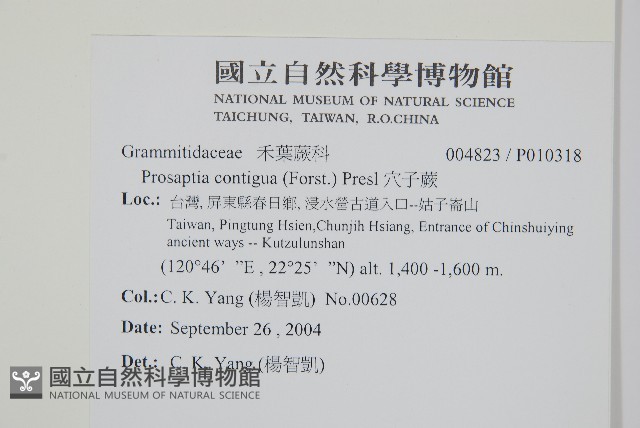 國立自然科學博物館
NATIONAL MUSEUM OF NATURAL SCIENCE
TAICHUNG, TAIWAN, R.O.CHINA
Grammitidaceae 禾葉蕨科 004823 / P010318
Prosaptia contigua (Forst.) Presl 穴子蕨
Loc.: 台灣, 屏東縣春日鄉, 浸水營古道入口--姑子崙山
Taiwan, Pingtung Hsien,Chunjih Hsiang, Entrance of Chinshuiying
ancient ways -- Kutzulunshan
(120°46’ ”E , 22°25’ ”N) alt. 1,400 -1,600 m.
Col.: C. K. Yang (楊智凱) No.00628
Date: September 26 , 2004
Det.: C. K. Yang (楊智凱)
國立自然科學博物館
NATIONAL MUSEUM OF NATURAL SCIENCE